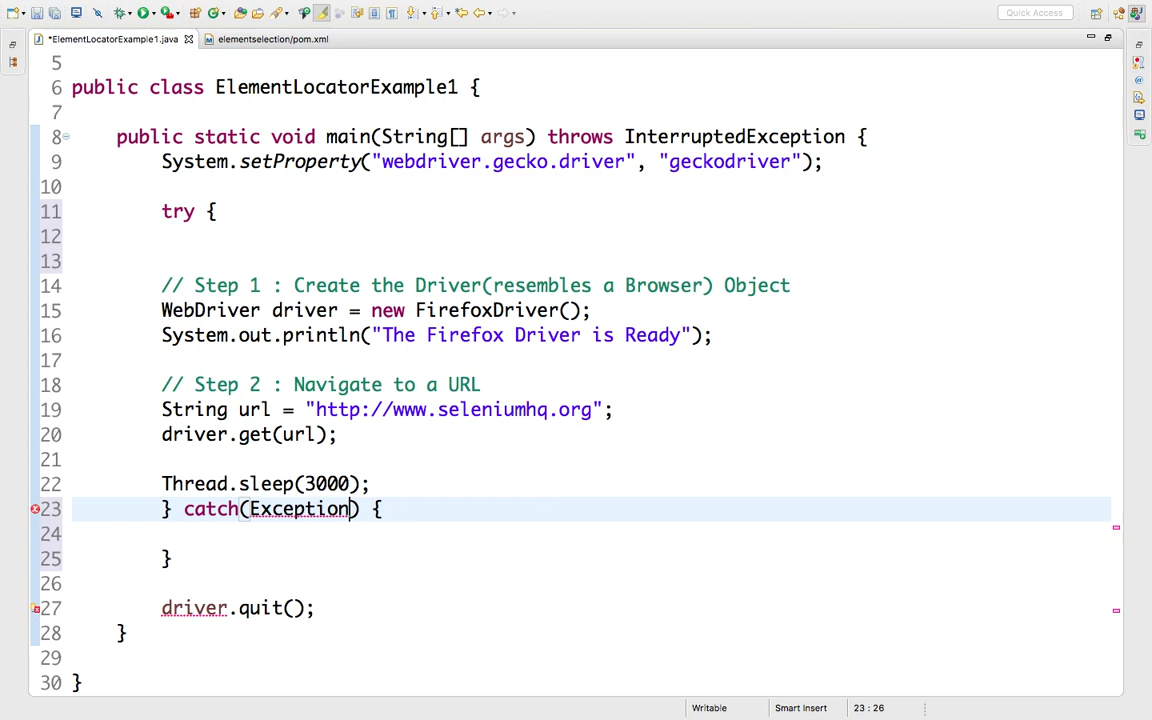 Quick Access
*ElementLocatorExample1.java
elementselection/pom.xml
5
6 public class ElementLocatorExample1 {
7
8 public static void main(String[] args) throws InterruptedException {
9 System.setProperty("webdriver.gecko.driver", "geckodriver");
10
11 try {
12
13
14 // Step 1 : Create the Driver(resembles a Browser) Object
15 WebDriver driver = new FirefoxDriver();
16 System.out.println("The Firefox Driver is Ready");
17
18 // Step 2 : Navigate to a URL
19 String url = "http://www.seleniumhq.org";
20 driver.get(url);
21
22 Thread.sleep(3000);
23 } catch(Exception) {
24
25 }
26
27 driver.quit();
28 }
29
30 }
Writable Smart Insert 23 : 26